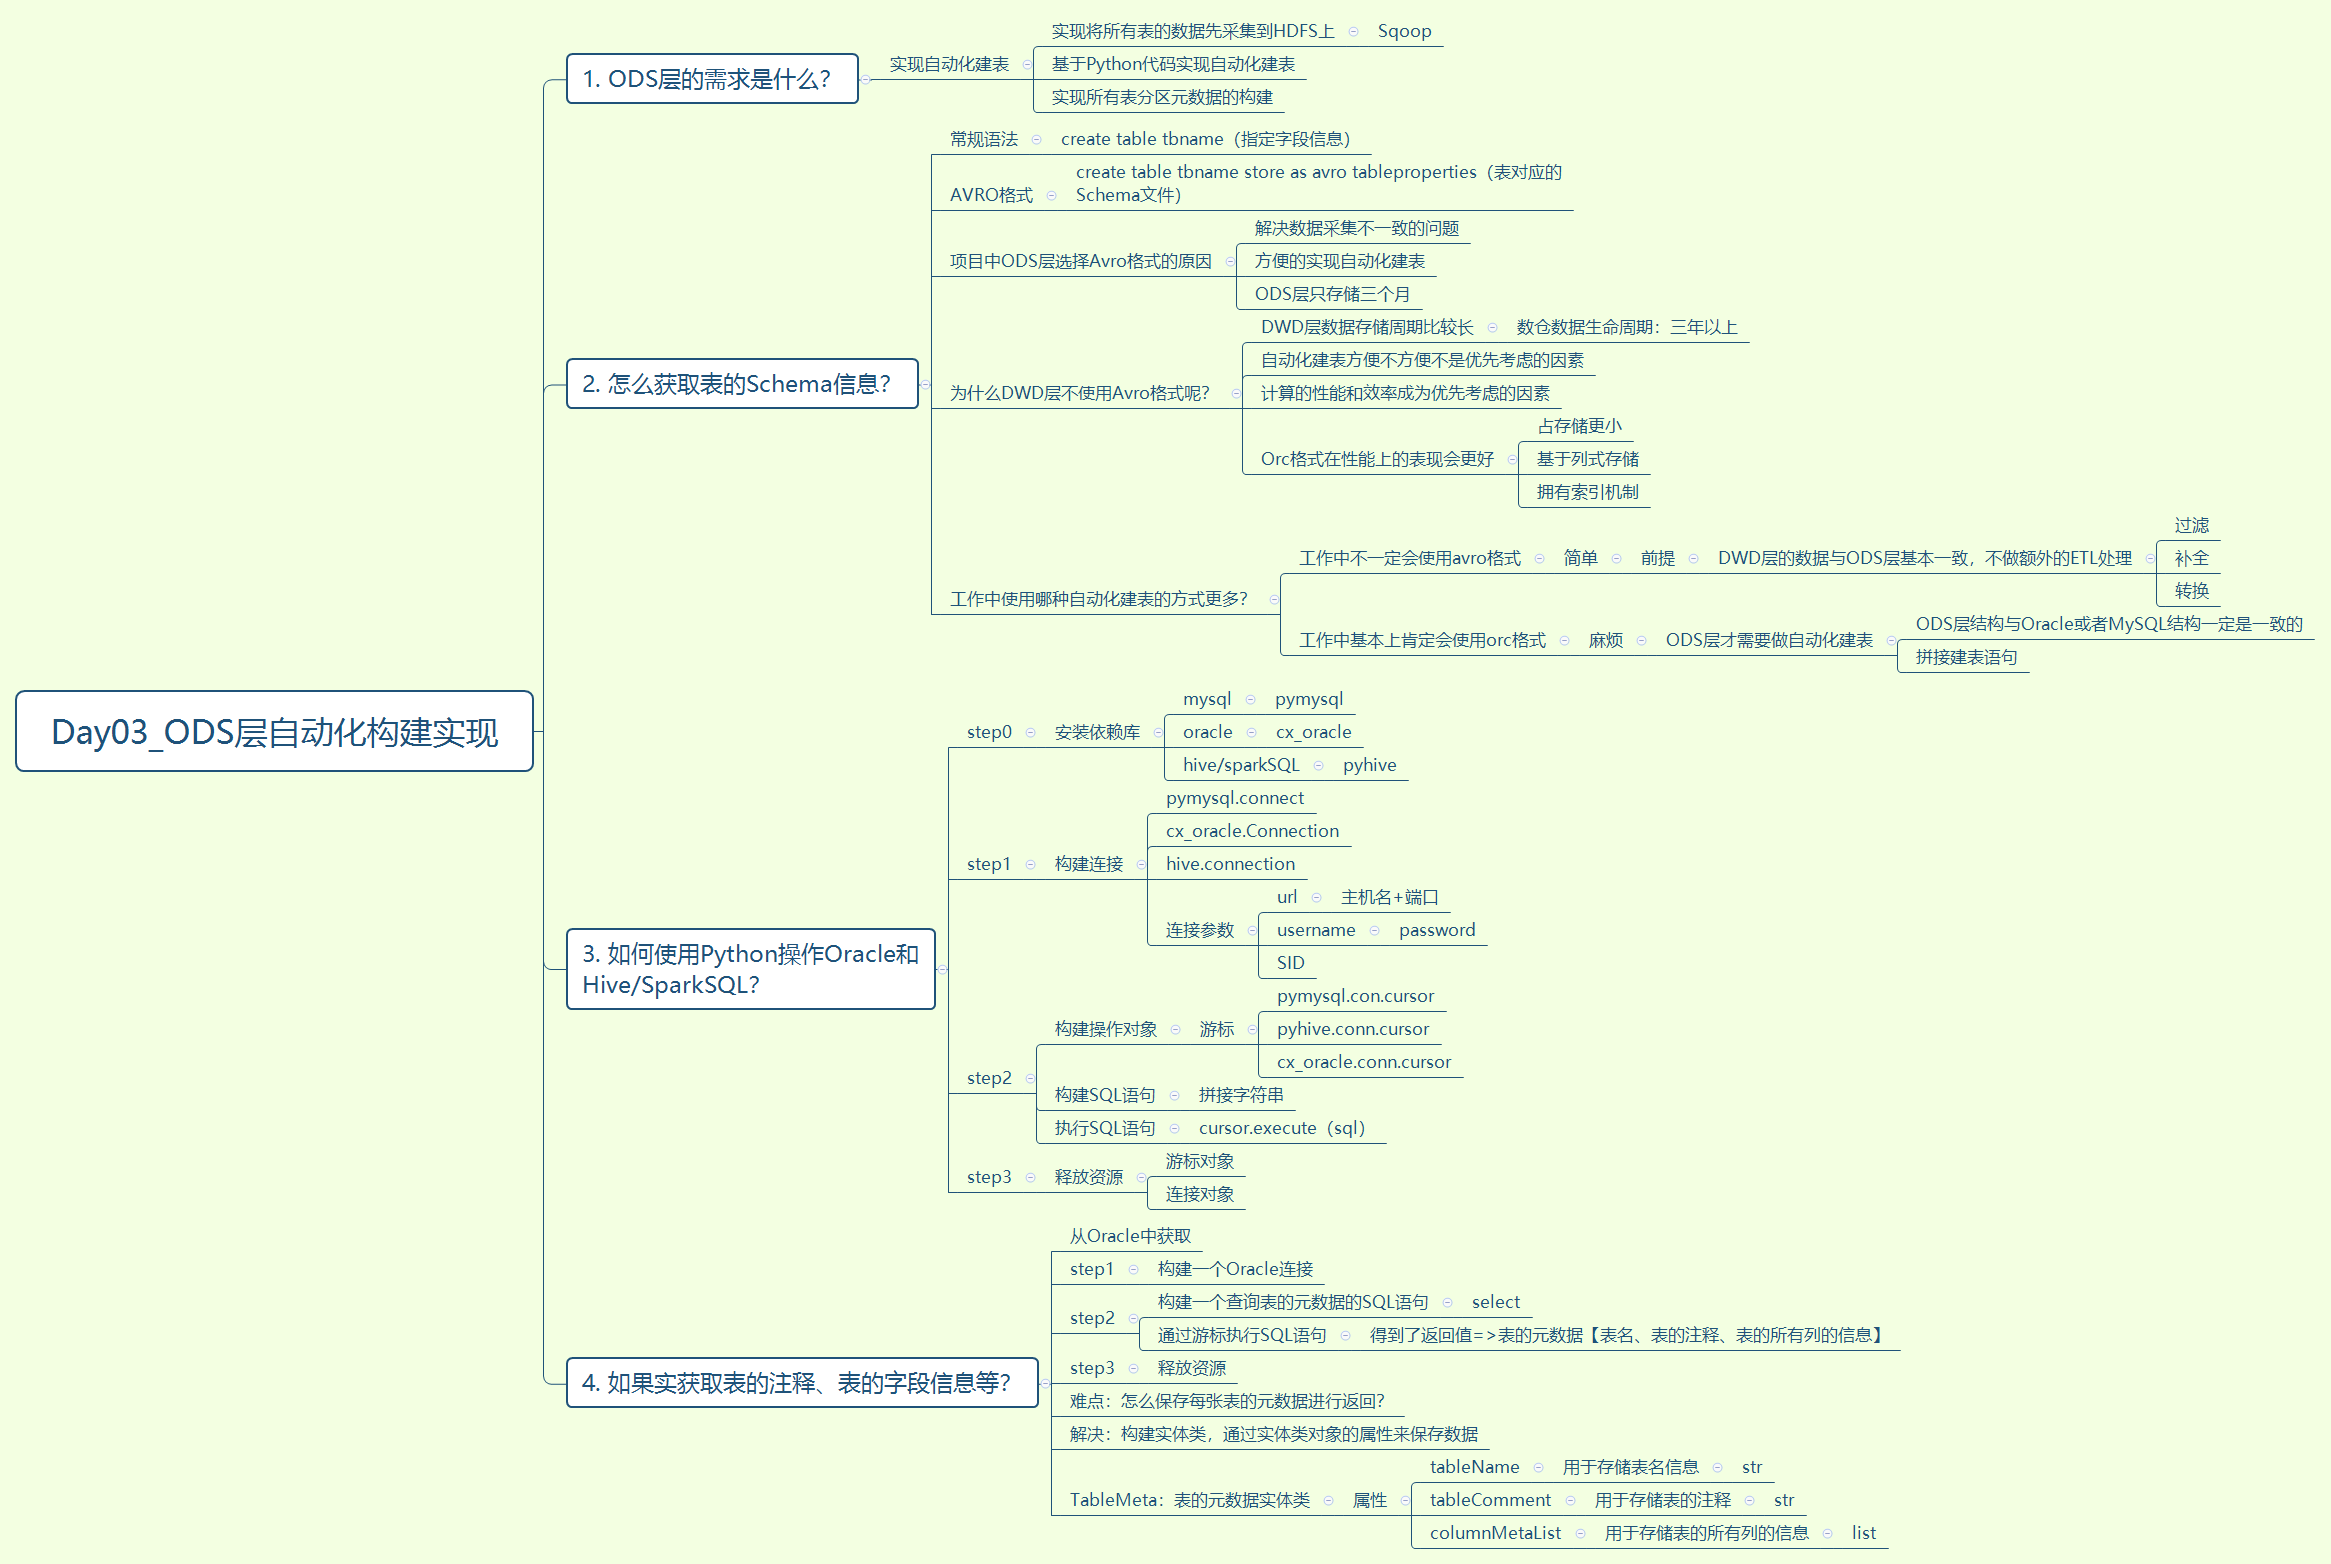 Day03_ODS层自动化构建实现
1. ODS层的需求是什么？
实现自动化建表
实现将所有表的数据先采集到HDFS上
Sqoop
基于Python代码实现自动化建表
实现所有表分区元数据的构建
2. 怎么获取表的Schema信息？
常规语法
create table tbname（指定字段信息）
AVRO格式
create table tbname store as avro tableproperties（表对应的
Schema文件）
项目中ODS层选择Avro格式的原因
解决数据采集不一致的问题
方便的实现自动化建表
ODS层只存储三个月
为什么DWD层不使用Avro格式呢？
DWD层数据存储周期比较长
数仓数据生命周期：三年以上
自动化建表方便不方便不是优先考虑的因素
计算的性能和效率成为优先考虑的因素
Orc格式在性能上的表现会更好
占存储更小
基于列式存储
拥有索引机制
工作中使用哪种自动化建表的方式更多？
工作中不一定会使用avro格式
简单
前提
DWD层的数据与ODS层基本一致，不做额外的ETL处理
过滤
补全
转换
工作中基本上肯定会使用orc格式
麻烦
ODS层才需要做自动化建表
ODS层结构与Oracle或者MySQL结构一定是一致的
拼接建表语句
3. 如何使用Python操作Oracle和
Hive/SparkSQL？
step0
安装依赖库
mysql
pymysql
oracle
cx_oracle
hive/sparkSQL
pyhive
step1
构建连接
pymysql.connect
cx_oracle.Connection
hive.connection
连接参数
url
主机名+端口
username
password
SID
step2
构建操作对象
游标
pymysql.con.cursor
pyhive.conn.cursor
cx_oracle.conn.cursor
构建SQL语句
拼接字符串
执行SQL语句
cursor.execute（sql）
step3
释放资源
游标对象
连接对象
4. 如果实获取表的注释、表的字段信息等？
从Oracle中获取
step1
构建一个Oracle连接
step2
构建一个查询表的元数据的SQL语句
select
通过游标执行SQL语句
得到了返回值=>表的元数据【表名、表的注释、表的所有列的信息】
step3
释放资源
难点：怎么保存每张表的元数据进行返回？
解决：构建实体类，通过实体类对象的属性来保存数据
TableMeta：表的元数据实体类
属性
tableName
用于存储表名信息
str
tableComment
用于存储表的注释
str
columnMetaList
用于存储表的所有列的信息
list